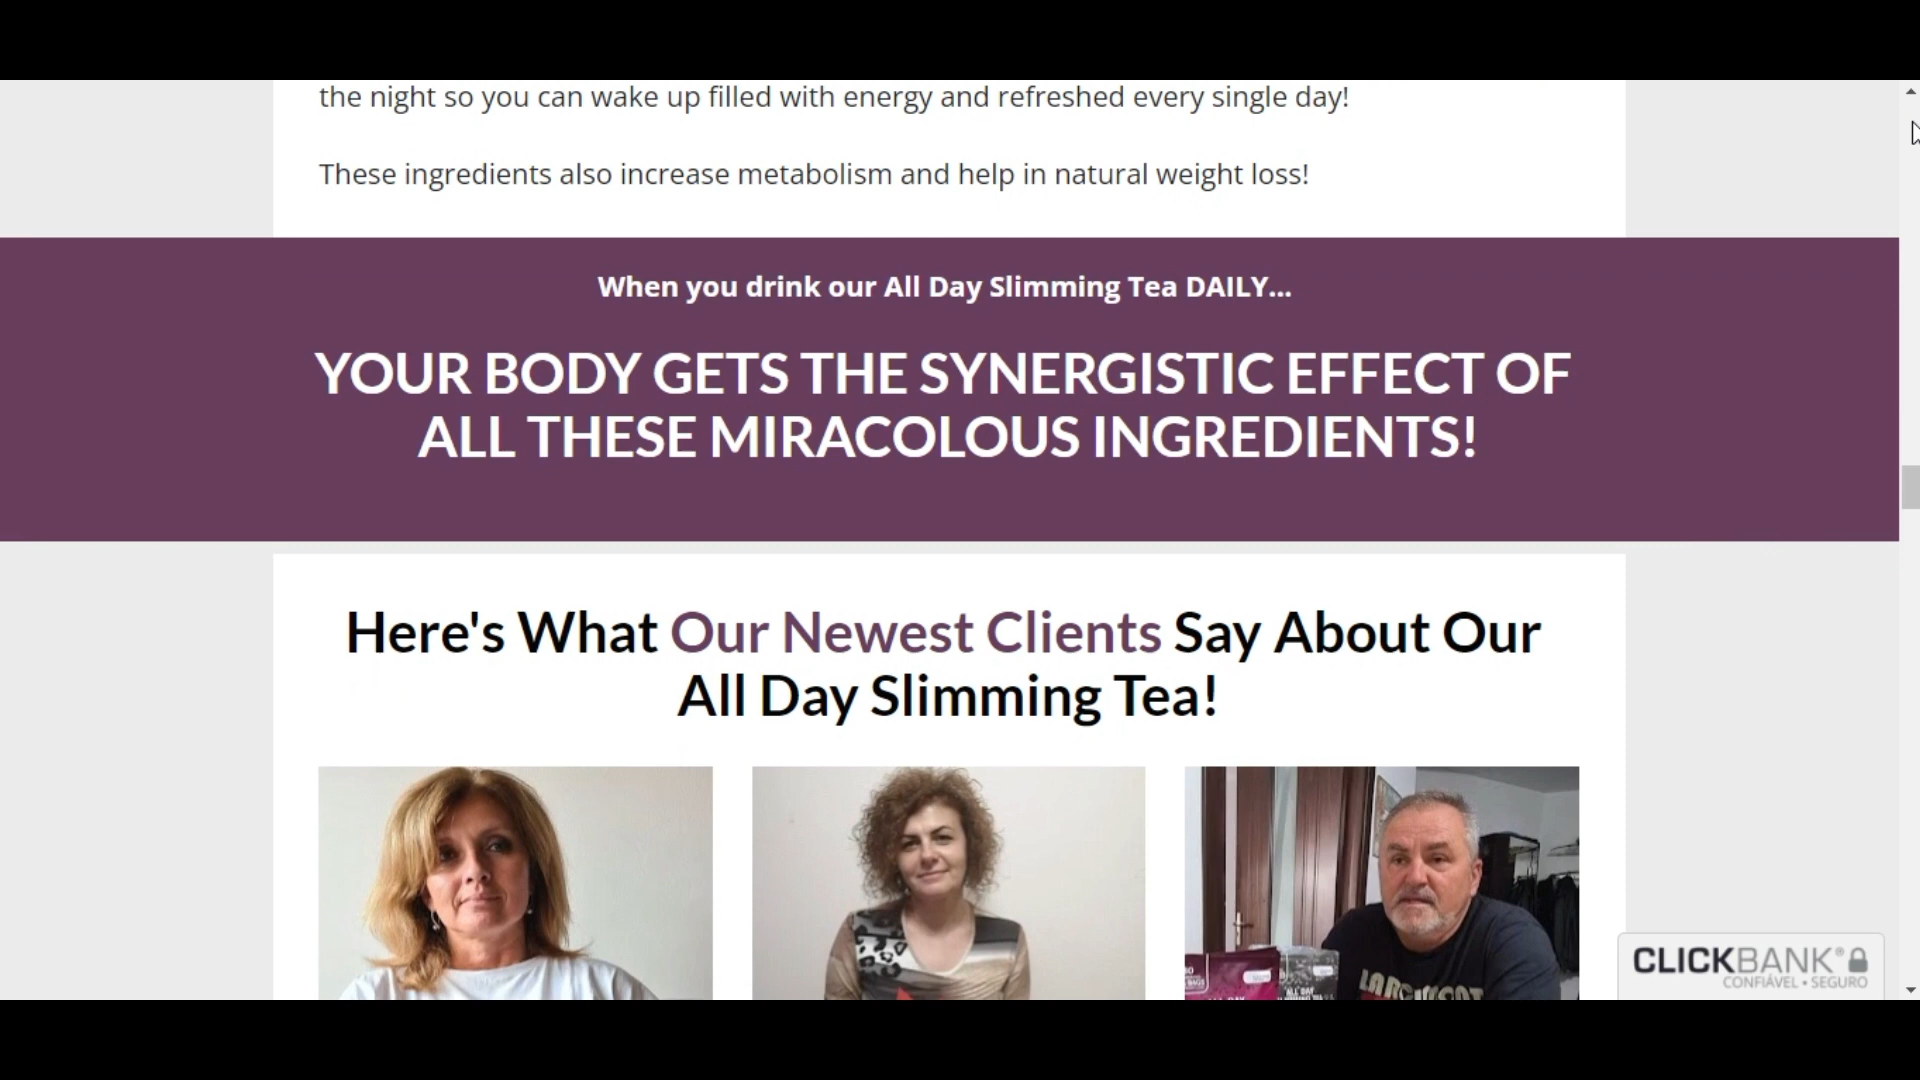 the night so you can wake up filled with energy and refreshed every single day!
These ingredients also increase metabolism and help in natural weight loss!
When you drink our All Day Slimming Tea DAILY...
YOUR BODY GETS THE SYNERGISTIC EFFECT OF
ALL THESE MIRACOLOUS INGREDIENTS!
Here's What Our Newest Clients Say About Our
All Day Slimming Tea!
CLICKBANK®
CONFIÁVEL • SEGURO